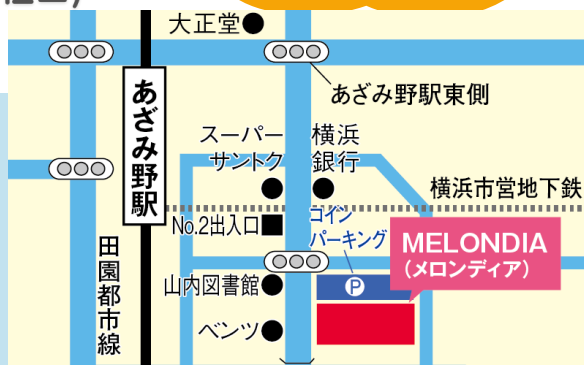 大正堂
あざみ野駅東側
あざみ野駅
スーパー
サントク
横浜
銀行
横浜市営地下鉄
No.2出入口
コイン
パーキング
MELONDIA
(メロンディア)
P
山内図書館
ベンツ
田園都市線